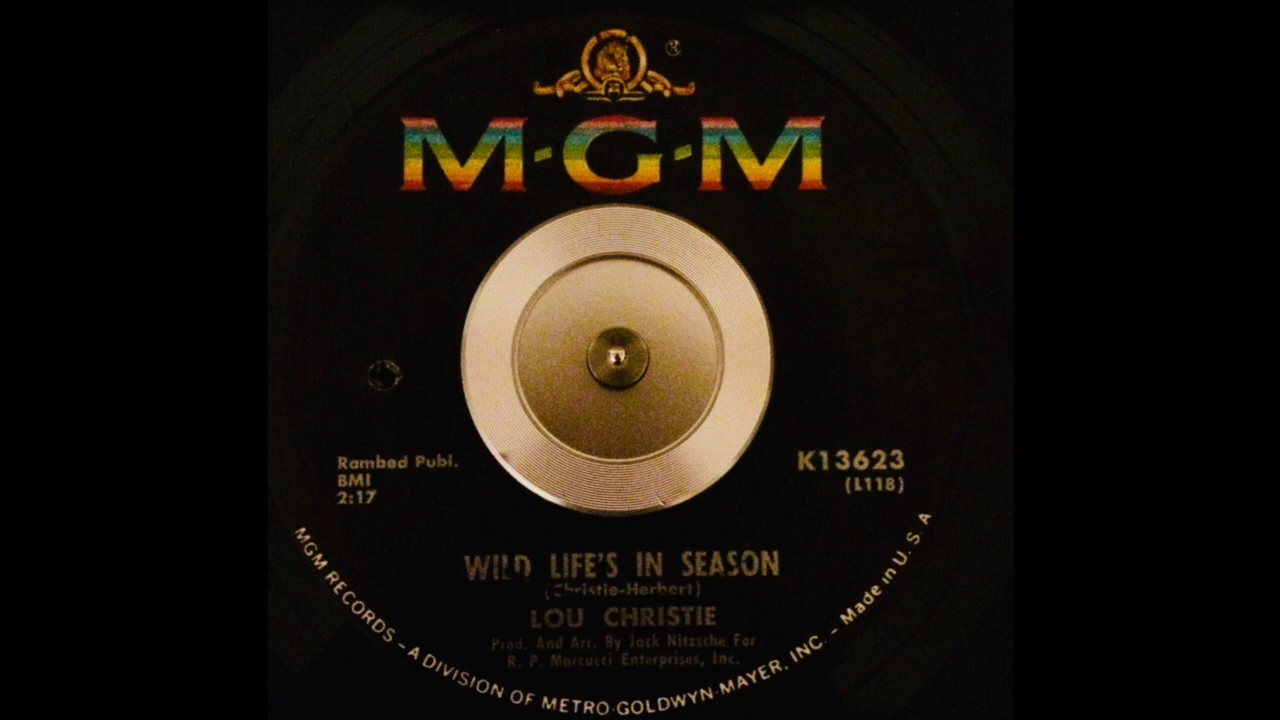 ®
M-G-M
Rambed Publ.
BMI
2:17
K13623
(L118)
WILD LIFE'S IN SEASON
(Christie-Herbert)
LOU CHRISTIE
Prod. And Arr. By Jack Nitzsche For
R. P. Marcucci Enterprises, Inc.
MGM RECORDS – A DIVISION OF METRO-GOLDWYN-MAYER, INC. – Made in U. S. A